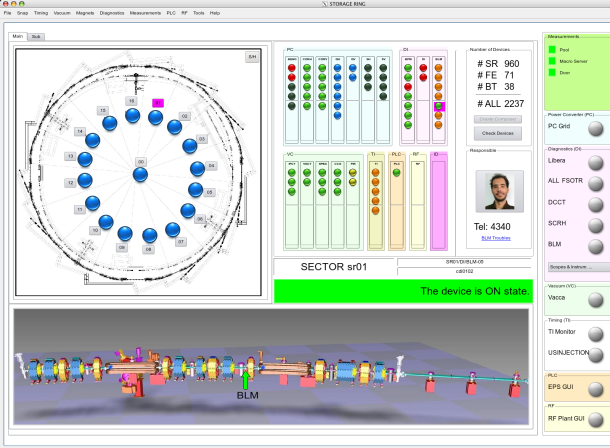 STORAGE RING
File Snap Timing Vacuum Magnets Diagnostics Measurements PLC RF Tools Help
Main Sub
S/H
16
01
15
02
14
03
13
00
04
12
05
11
06
10
07
09
08
PC
DI
BLM
Number of Devices
# SR 960
# FE 71
# BT 38
# ALL 2237
Check Devices
VC
TI
PLC
RF
ID
TI
PLC
RF
Responsible
Tel: 4340
BLM Troubles
SECTOR sr01
SR01/DI/BLM-05
cdi0102
The device is ON state.
BLM
Measurements
Pool
Macro Server
Door
Power Converter (PC)
PC Grid
Diagnostics (DI)
Libera
ALL FSOTR
DCCT
SCRH
BLM
Scopes & Instrum ...
Vacuum (VC)
Vacca
Timing (TI)
TI Monitor
USINJECTION
PLC
EPS GUI
RF
RF Plant GUI